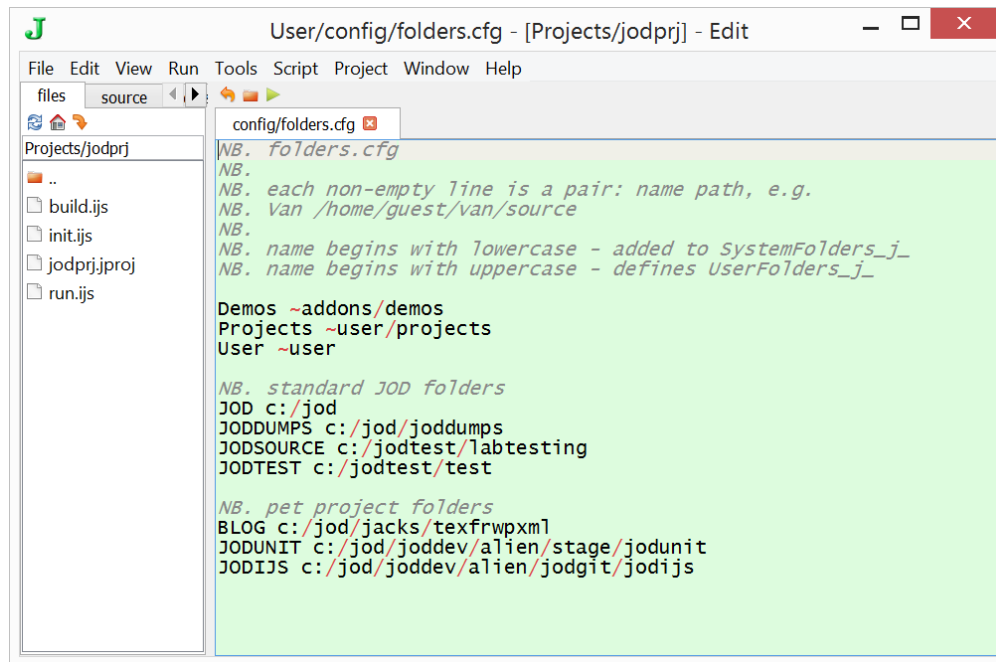 User/config/folders.cfg - [Projects/jodprj] - Edit
File Edit View Run Tools Script Project Window Help
files source
config/folders.cfg
Projects/jodprj
..
build.ijs
init.ijs
jodprj.jproj
run.ijs
NB. folders.cfg
NB.
NB. each non-empty line is a pair: name path, e.g.
NB. Van /home/guest/van/source
NB.
NB. name begins with lowercase - added to SystemFolders_j_
NB. name begins with uppercase - defines UserFolders_j_
Demos ~addons/demos
Projects ~user/projects
User ~user
NB. standard JOD folders
JOD c:/jod
JODDUMPS c:/jod/joddumps
JODSOURCE c:/jodtest/labtesting
JODTEST c:/jodtest/test
NB. pet project folders
BLOG c:/jod/jacks/texfrwpxml
JODUNIT c:/jod/joddev/alien/stage/jodunit
JODIJS c:/jod/joddev/alien/jodgit/jodijs